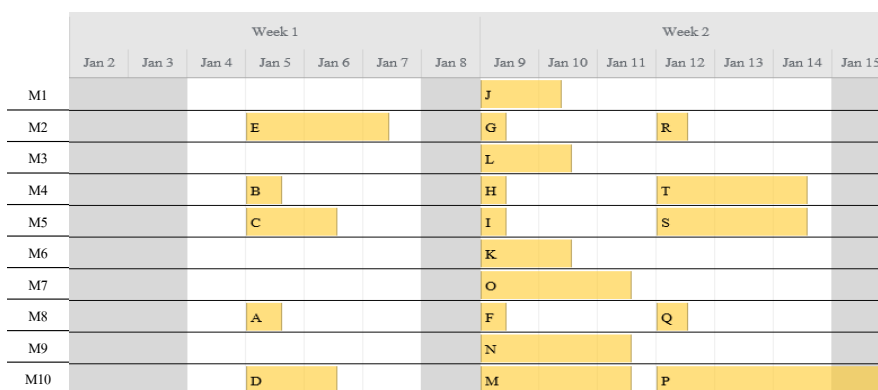 Week 1 Week 2
Jan 2 Jan 3 Jan 4 Jan 5 Jan 6 Jan 7 Jan 8 Jan 9 Jan 10 Jan 11 Jan 12 Jan 13 Jan 14 Jan 15
M1 J
M2 E G R
M3 L
M4 B H T
M5 C I S
M6 K
M7 O
M8 A F Q
M9 N
M10 D M P